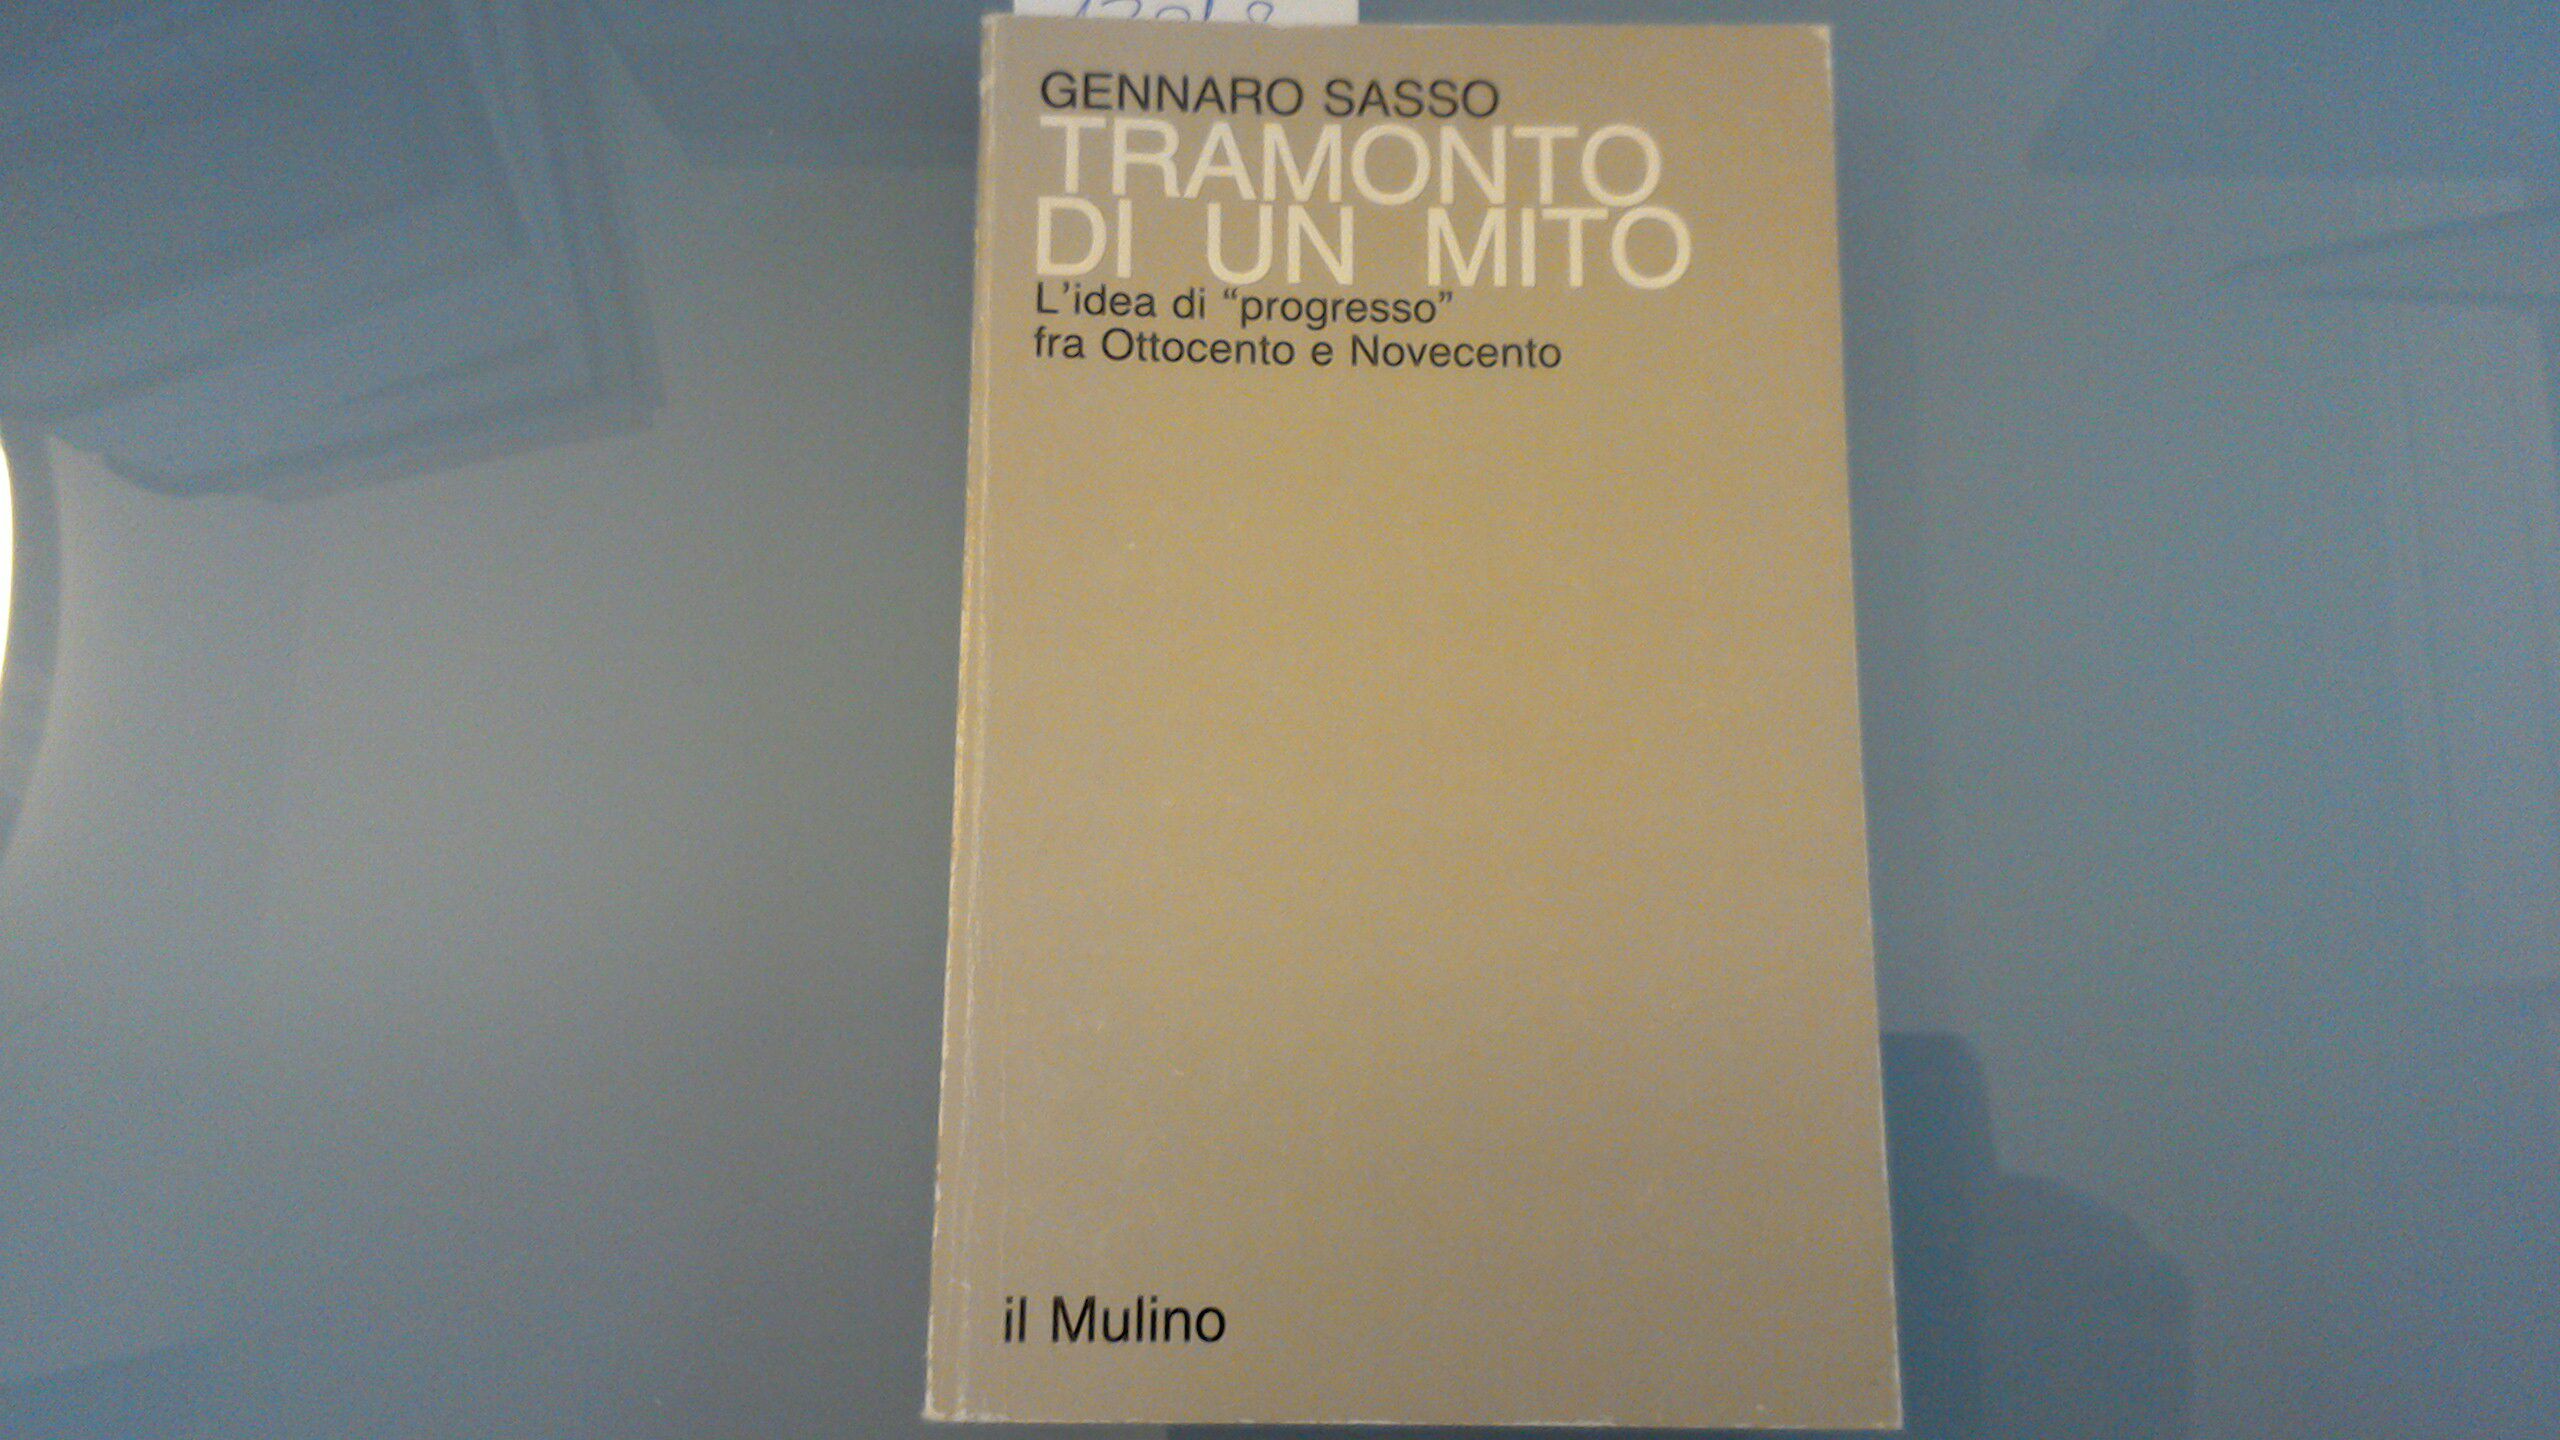 GENNARO SASSO
TRAMONTO
DI UN MITO
L'idea di “progresso”
fra Ottocento e Novecento
il Mulino